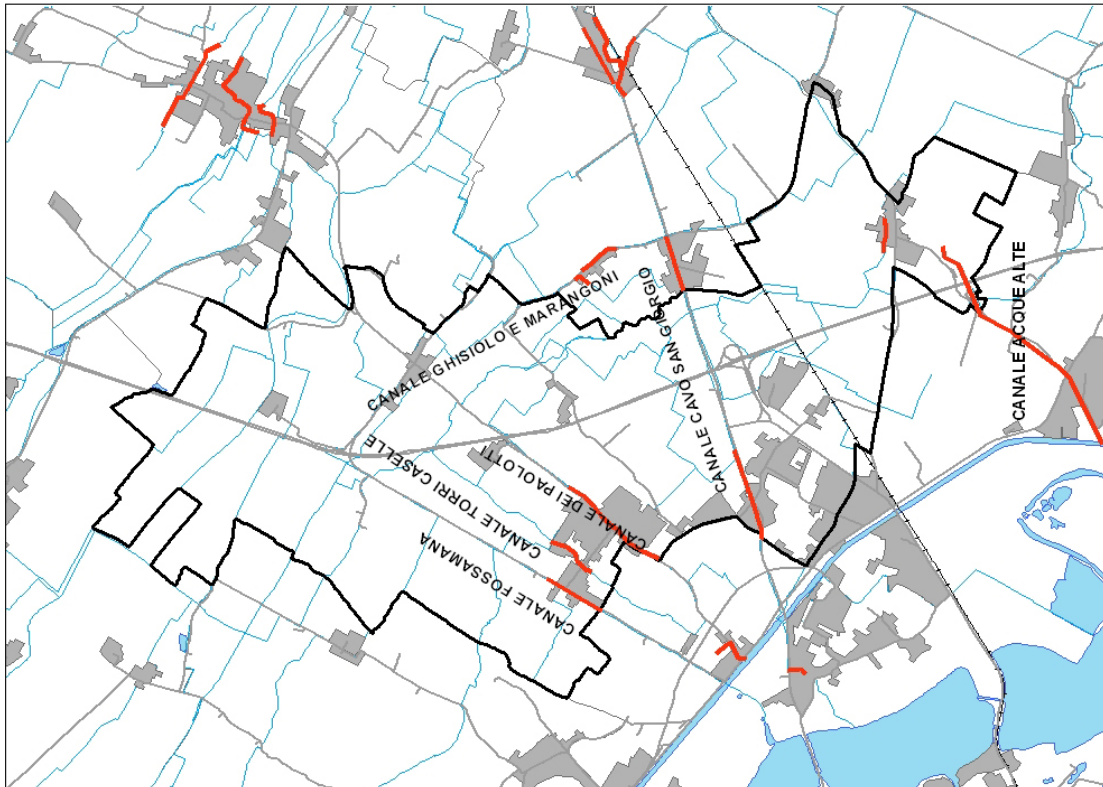 CANALE GHISIOLO E MARANGONI
CANALE CAVO SAN GIORGIO
CANALE ACQUE ALTE
CANALE TORRI CASELLE
CANALE DEI PAOLOTTI
CANALE FOSSAMANA